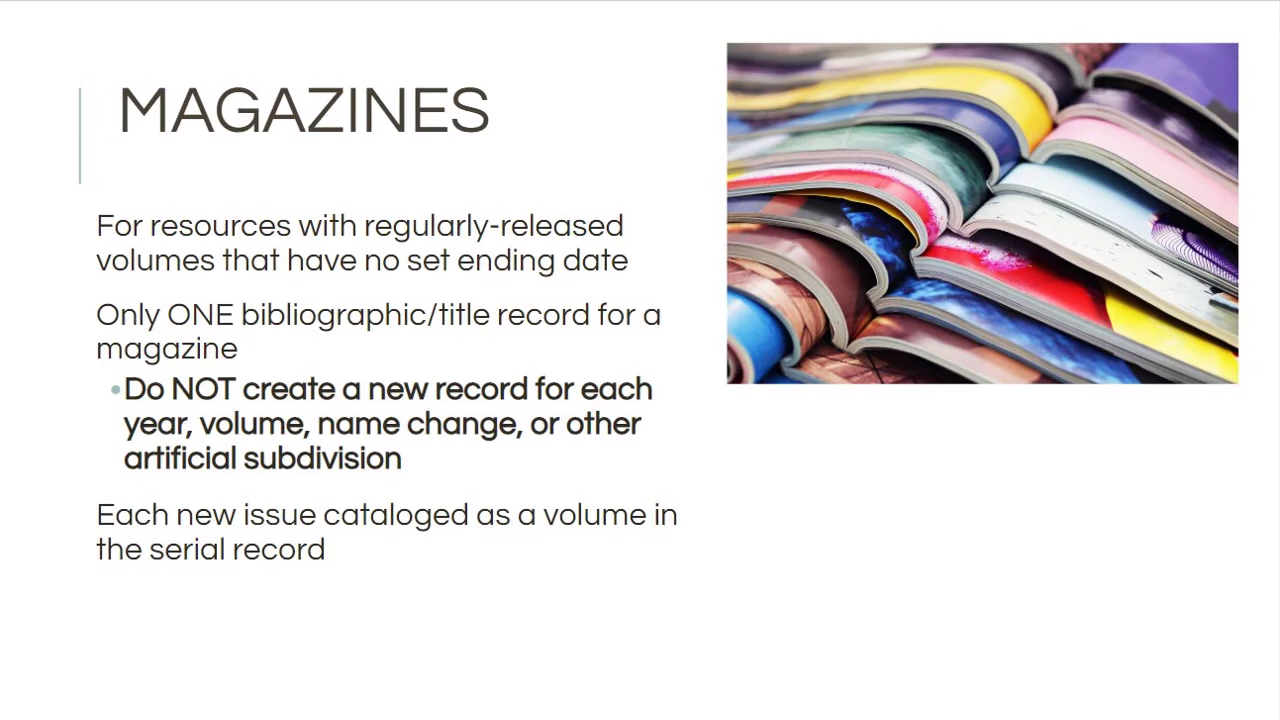 MAGAZINES
For resources with regularly-released
volumes that have no set ending date
Only ONE bibliographic/title record for a
magazine
•Do NOT create a new record for each
year, volume, name change, or other
artificial subdivision
Each new issue cataloged as a volume in
the serial record